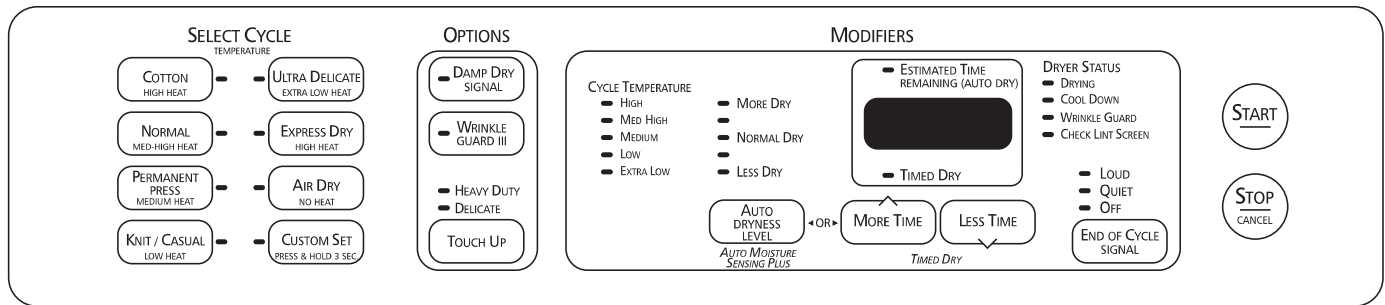 SELECT CYCLE
TEMPERATURE
COTTON
HIGH HEAT
ULTRA DELICATE
EXTRA LOW HEAT
NORMAL
MED-HIGH HEAT
EXPRESS DRY
HIGH HEAT
PERMANENT
PRESS
MEDIUM HEAT
AIR DRY
NO HEAT
KNIT / CASUAL
LOW HEAT
CUSTOM SET
PRESS & HOLD 3 SEC
OPTIONS
DAMP DRY
SIGNAL
WRINKLE
GUARD III
HEAVY DUTY
DELICATE
TOUCH UP
MODIFIERS
CYCLE TEMPERATURE
HIGH
MED HIGH
MEDIUM
LOW
EXTRA LOW
MORE DRY
NORMAL DRY
LESS DRY
AUTO
DRYNESS
LEVEL
AUTO MOISTURE
SENSING PLUS
OR
ESTIMATED TIME
REMAINING (AUTO DRY)
TIMED DRY
MORE TIME
LESS TIME
TIMED DRY
DRYER STATUS
DRYING
COOL DOWN
WRINKLE GUARD
CHECK LINT SCREEN
LOUD
QUIET
OFF
END OF CYCLE
SIGNAL
START
STOP
CANCEL